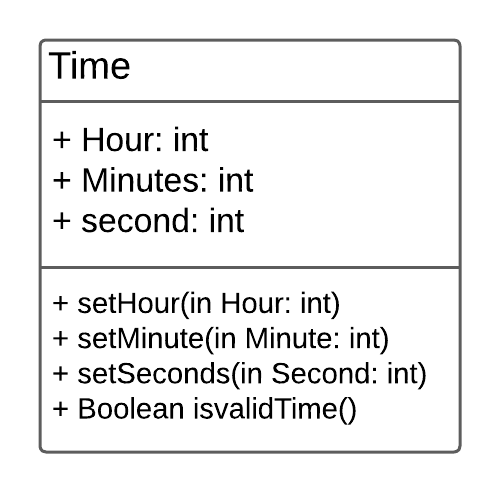 Time
+ Hour: int
+ Minutes: int
+ second: int
+ setHour(in Hour: int)
+ setMinute(in Minute: int)
+ setSeconds(in Second: int)
+ Boolean isvalidTime()